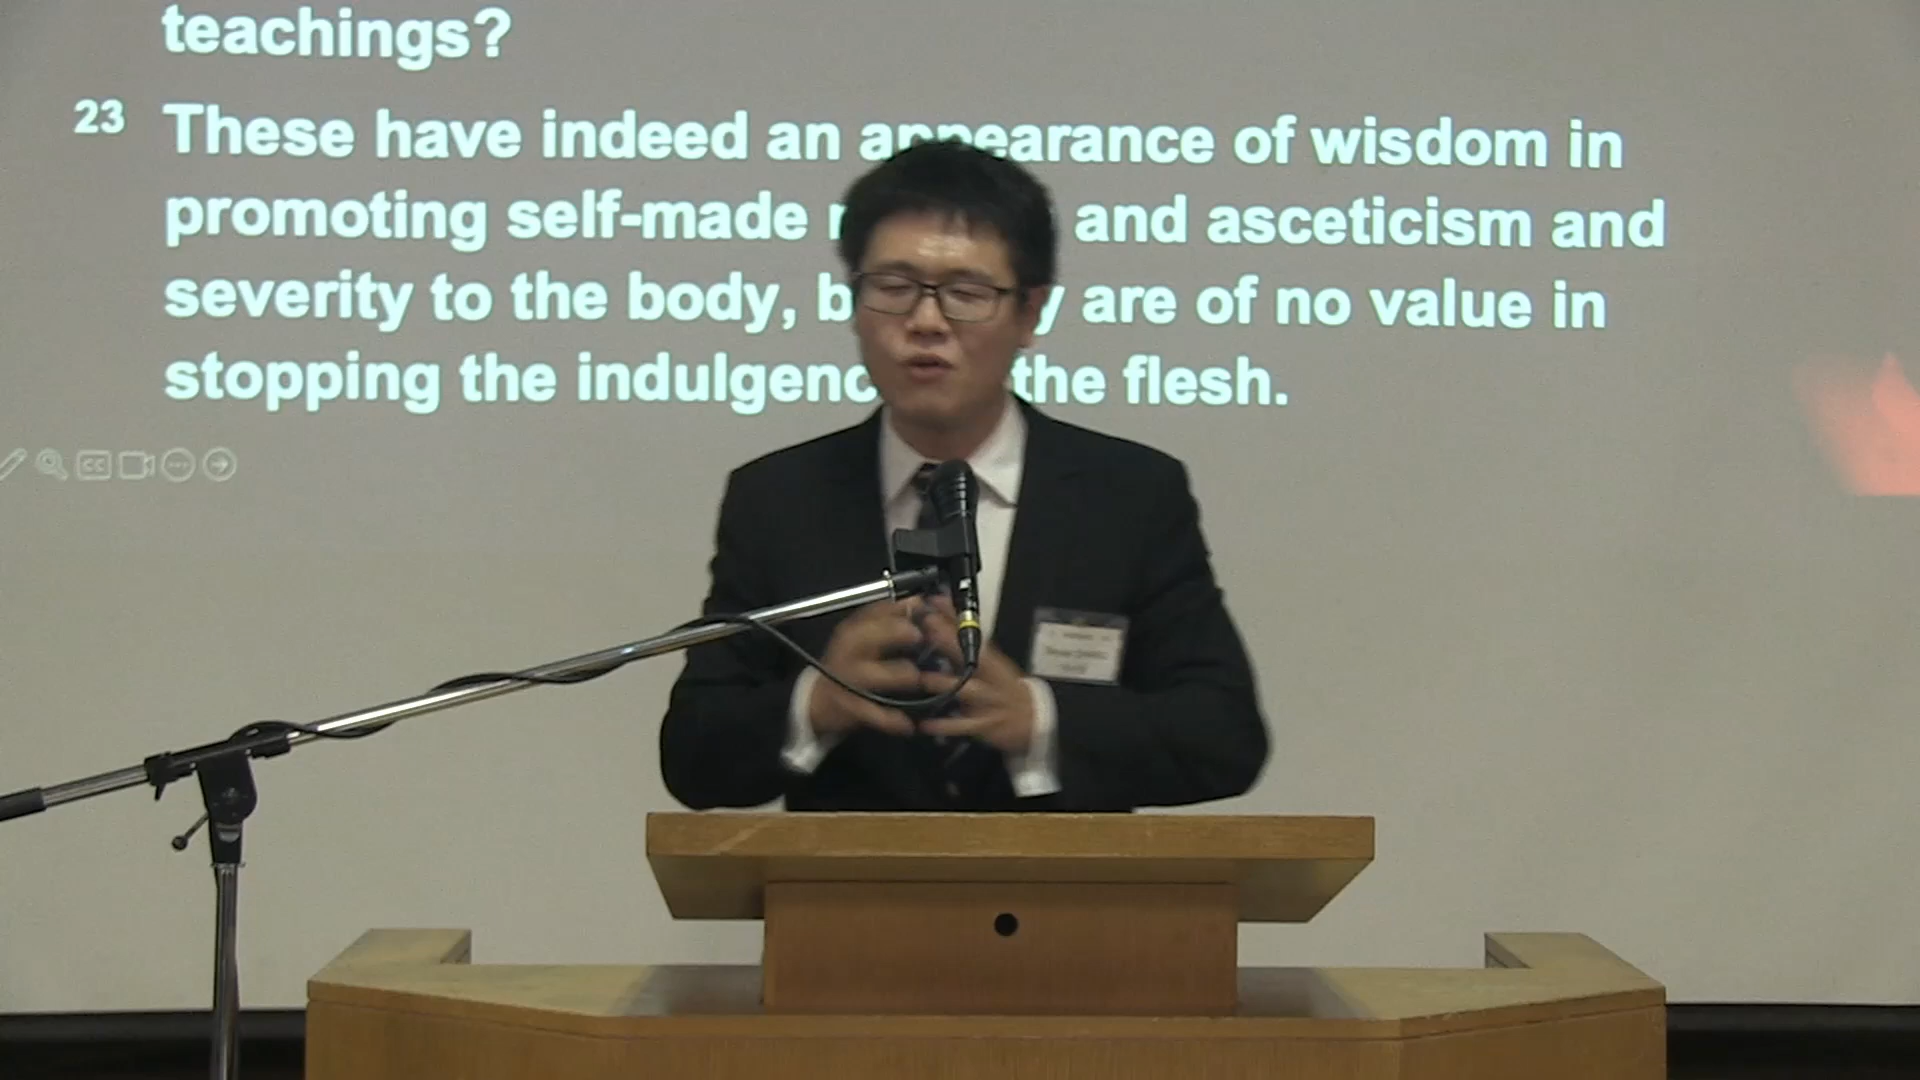 teachings?
23 These have indeed an appearance of wisdom in
promoting self-made and asceticism and
severity to the body, are of no value in
stopping the indulgenc the flesh.
CC